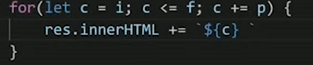 for(let c = i; c <= f; c += p) {
    res.innerHTML += `${c} `
}